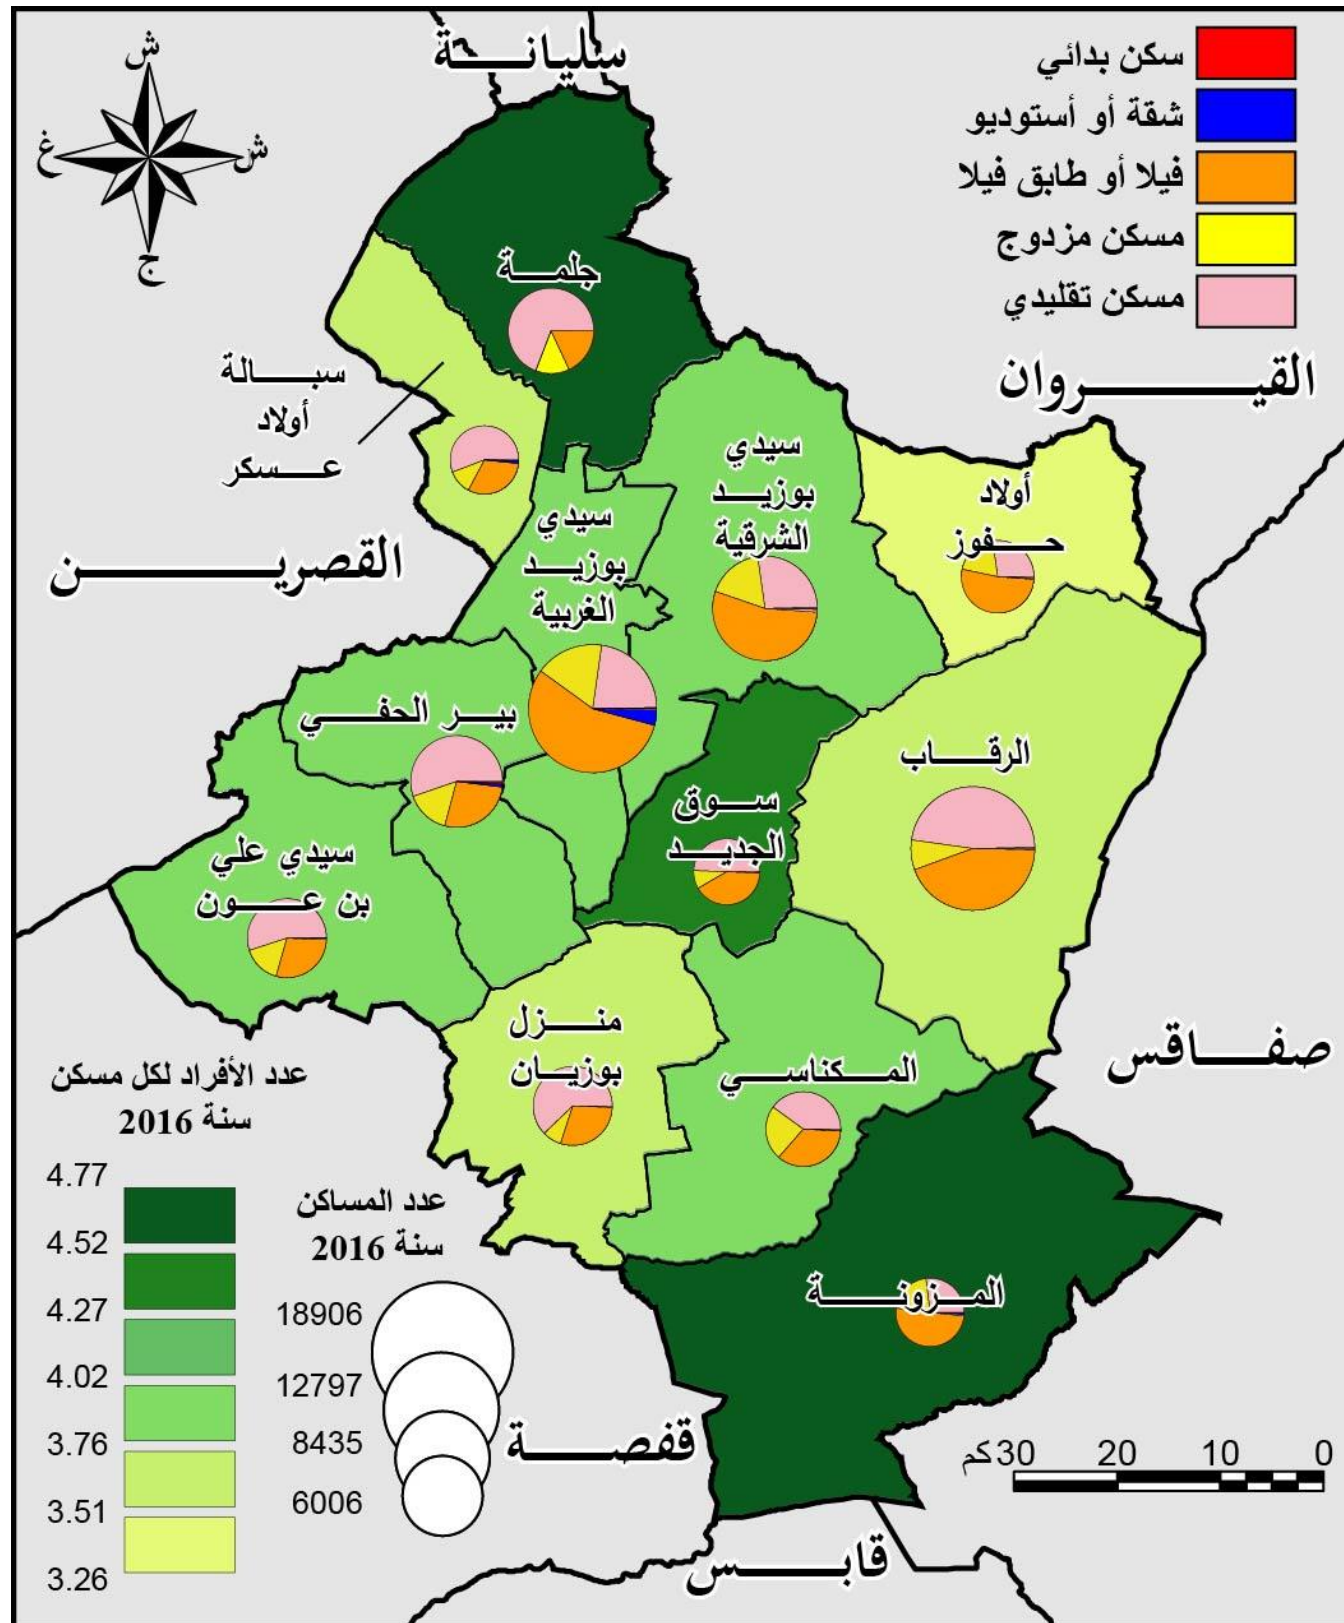 سليانة
ش
غ
ش
ج
سكن بدائي
شقة أو أستوديو
فيلا أو طابق فيلا
مسكن مزدوج
مسكن تقليدي
جلمة
القيروان
سبالة
أولاد
عسكر
سيدي
بوزيد
الشرقية
أولاد
حفوز
سيدي
بوزيد
الغربية
القصرين
بير الحفي
الرقاب
سوق
الجديد
سيدي علي
بن عون
منزل
بوزيان
المكناسي
صفاقس
المزونة
عدد الأفراد لكل مسكن
سنة 2016
4.77
4.52
4.27
4.02
3.76
3.51
3.26
عدد المساكن
سنة 2016
18906
12797
8435
6006
قفصة
قابس
كم 30 20 10 0